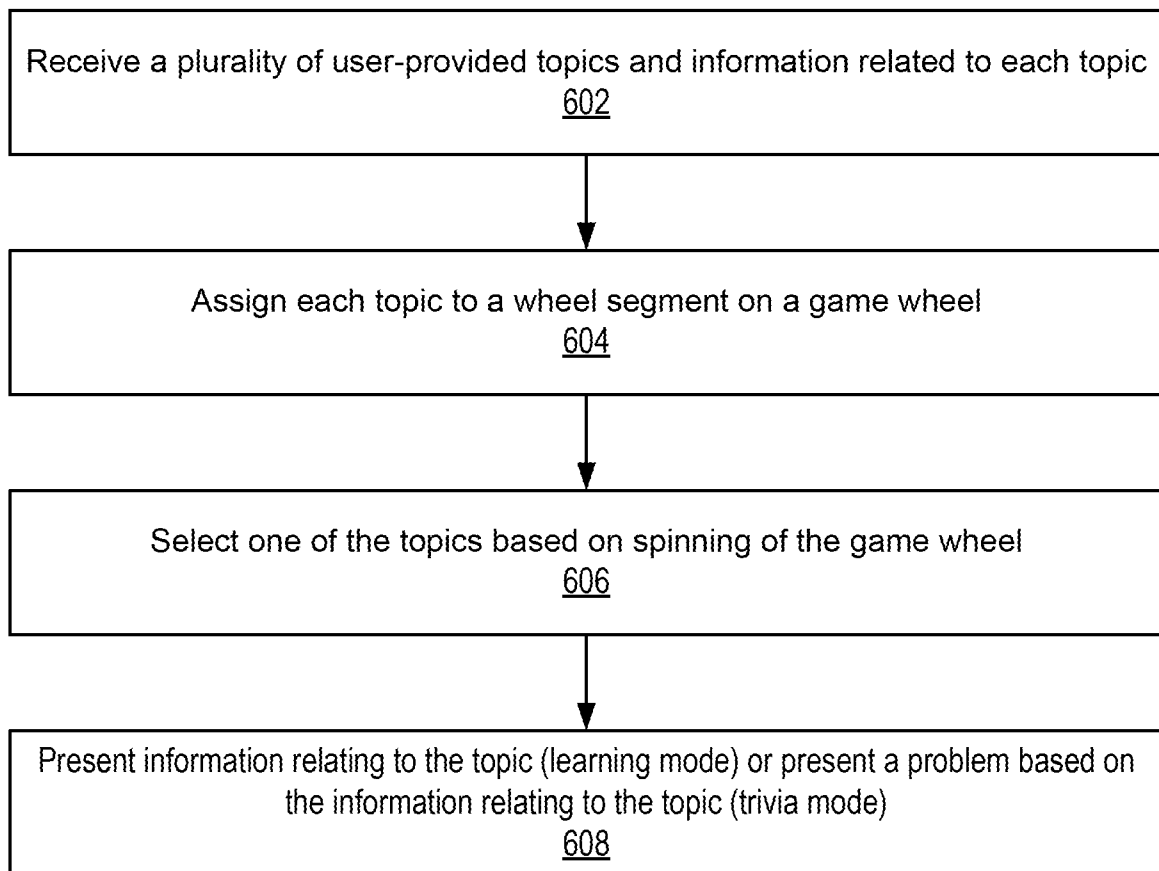 Receive a plurality of user-provided topics and information related to each topic
602
Assign each topic to a wheel segment on a game wheel
604
Select one of the topics based on spinning of the game wheel
606
Present information relating to the topic (learning mode) or present a problem based on
the information relating to the topic (trivia mode)
608